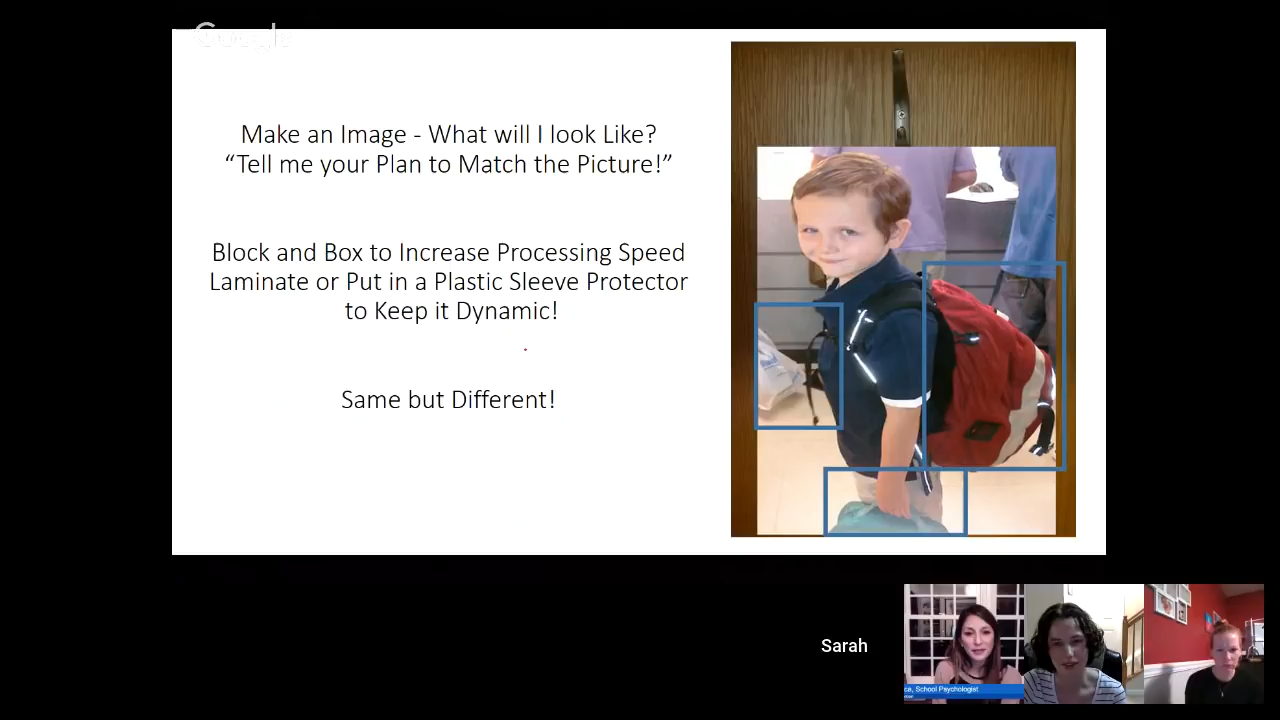 Google
Make an Image - What will I look Like?
“Tell me your Plan to Match the Picture!”
Block and Box to Increase Processing Speed
Laminate or Put in a Plastic Sleeve Protector
to Keep it Dynamic!
Same but Different!
Sarah
School Psychologist